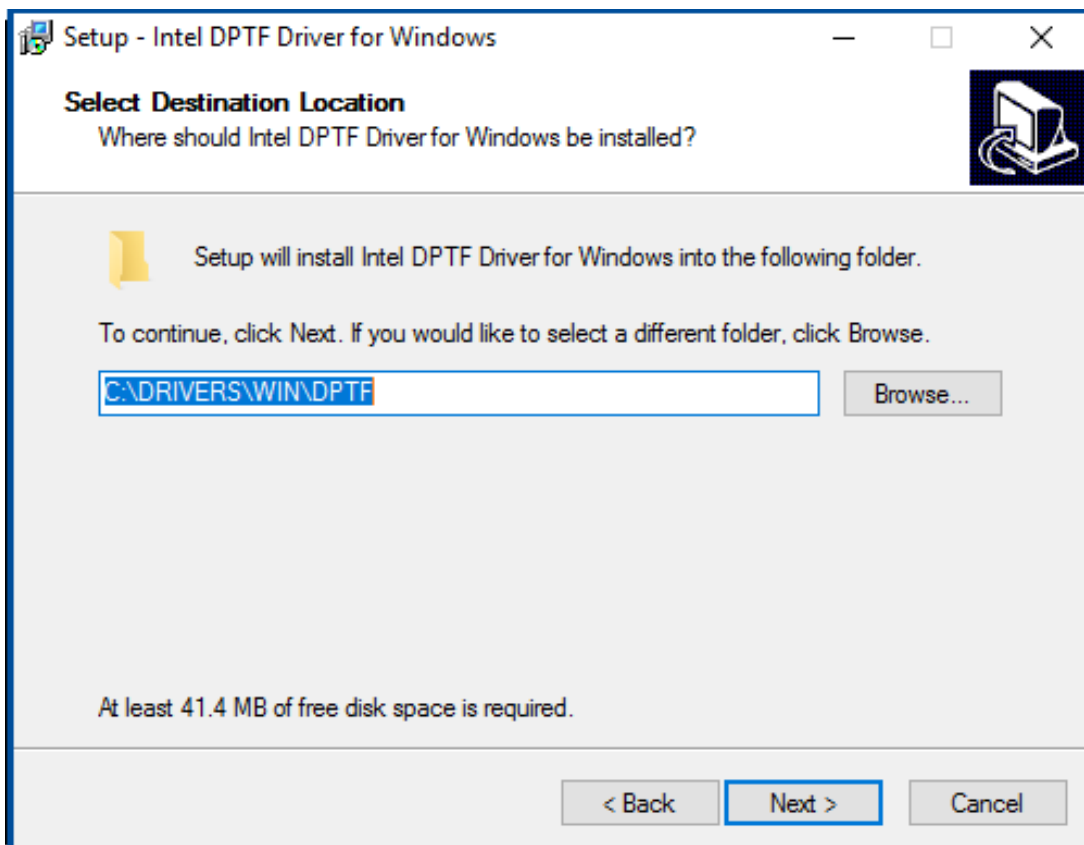 Setup - Intel DPTF Driver for Windows
Select Destination Location
Where should Intel DPTF Driver for Windows be installed?
Setup will install Intel DPTF Driver for Windows into the following folder.
To continue, click Next. If you would like to select a different folder, click Browse.
C:\DRIVERS\WIN\DPTF
Browse...
At least 41.4 MB of free disk space is required.
< Back
Next >
Cancel